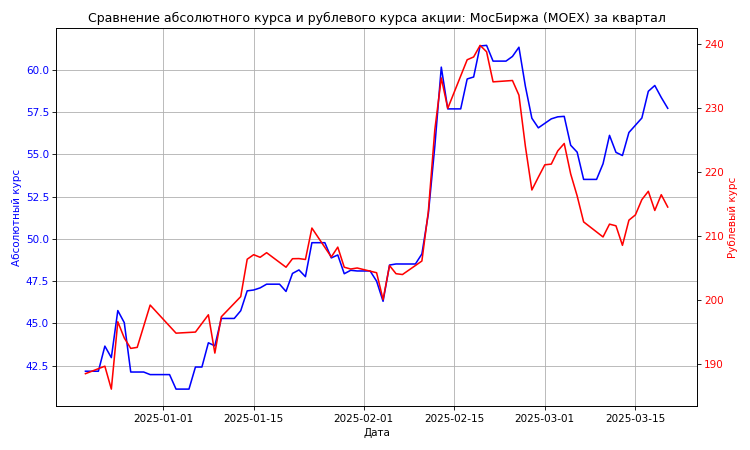 Сравнение абсолютного курса и рублевого курса акции: МосБиржа (MOEX) за квартал
Абсолютный курс
60.0
57.5
55.0
52.5
50.0
47.5
45.0
42.5
240
230
220
210
200
190
Рублевый курс
2025-01-01 2025-01-15 2025-02-01 2025-02-15 2025-03-01 2025-03-15
Дата